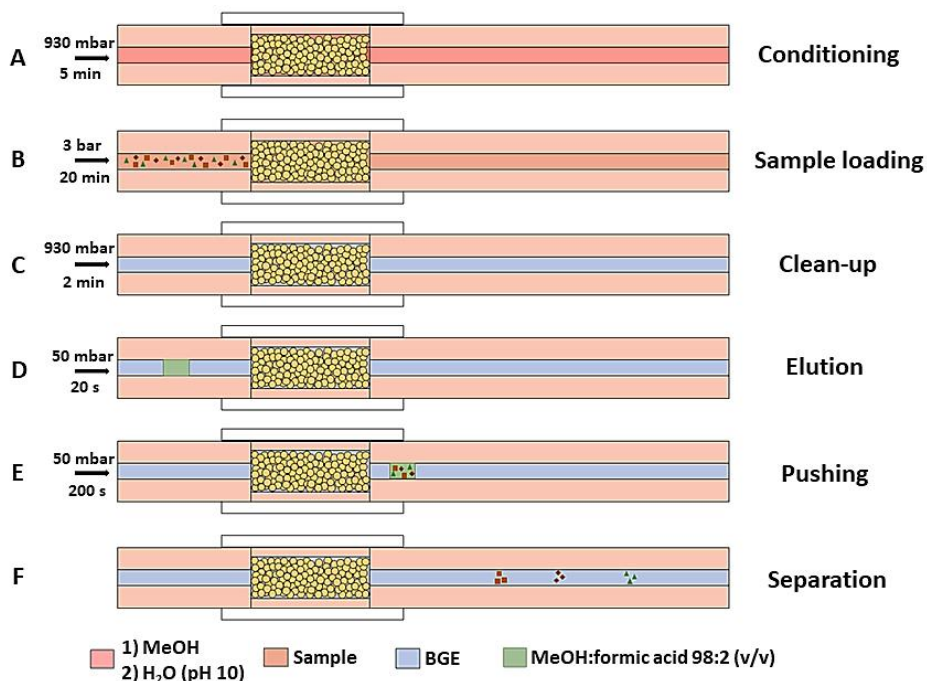 A
930 mbar
5 min
Conditioning
B
3 bar
20 min
Sample loading
C
930 mbar
2 min
Clean-up
D
50 mbar
20 s
Elution
E
50 mbar
200 s
Pushing
F
Separation
1) MeOH
2) H₂O (pH 10)
Sample
BGE
MeOH:formic acid 98:2 (v/v)